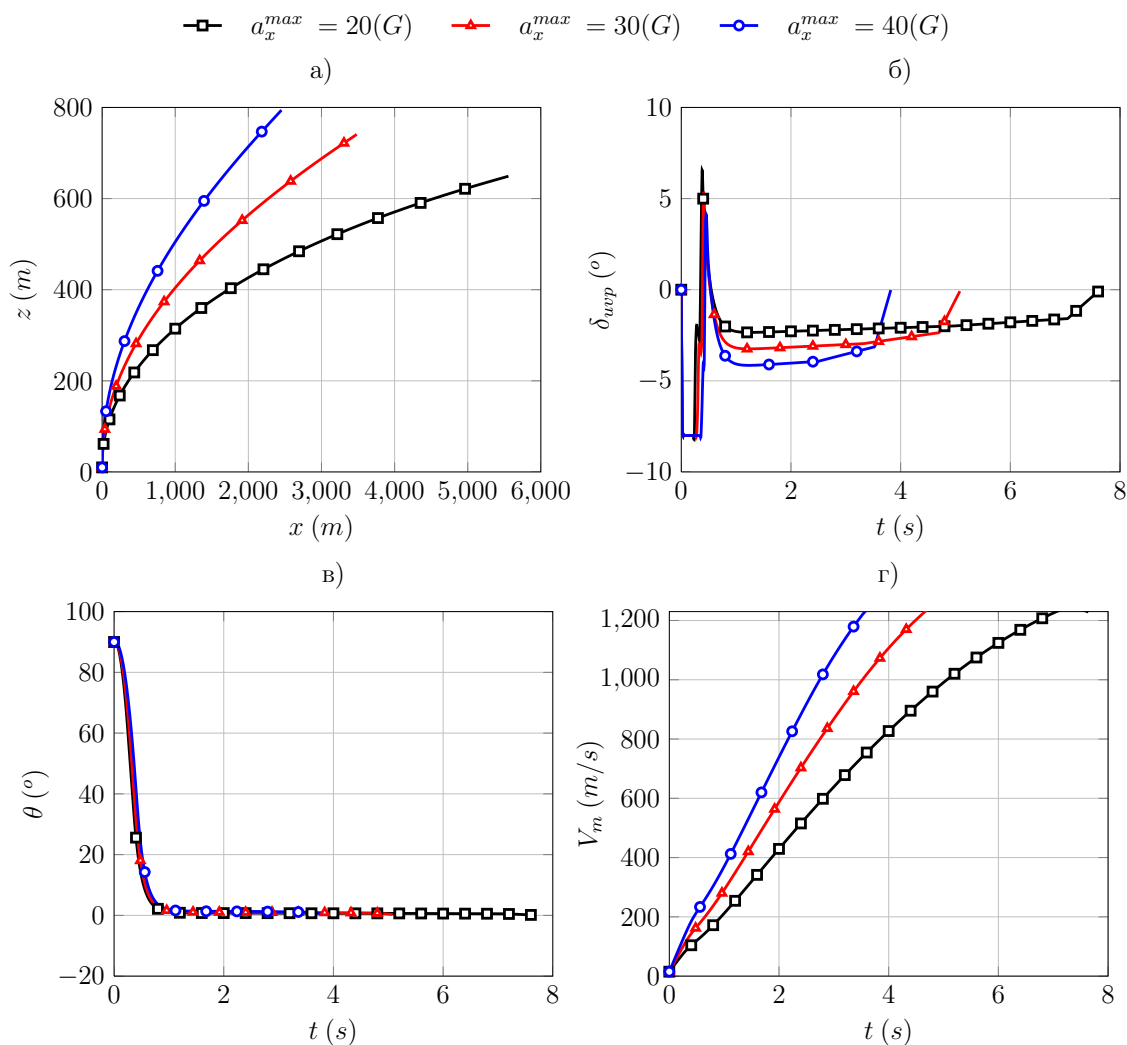 a_x^{max} = 20(G) a_x^{max} = 30(G) a_x^{max} = 40(G)
а) б)
800
600
400
200
0
z (m)
0 1,000 2,000 3,000 4,000 5,000 6,000
x (m)
10
5
0
−5
−10
δ_{uvp} (^o)
0 2 4 6 8
t (s)
в) г)
100
80
60
40
20
0
−20
θ (^o)
0 2 4 6 8
t (s)
1,200
1,000
800
600
400
200
0
V_m (m/s)
0 2 4 6 8
t (s)